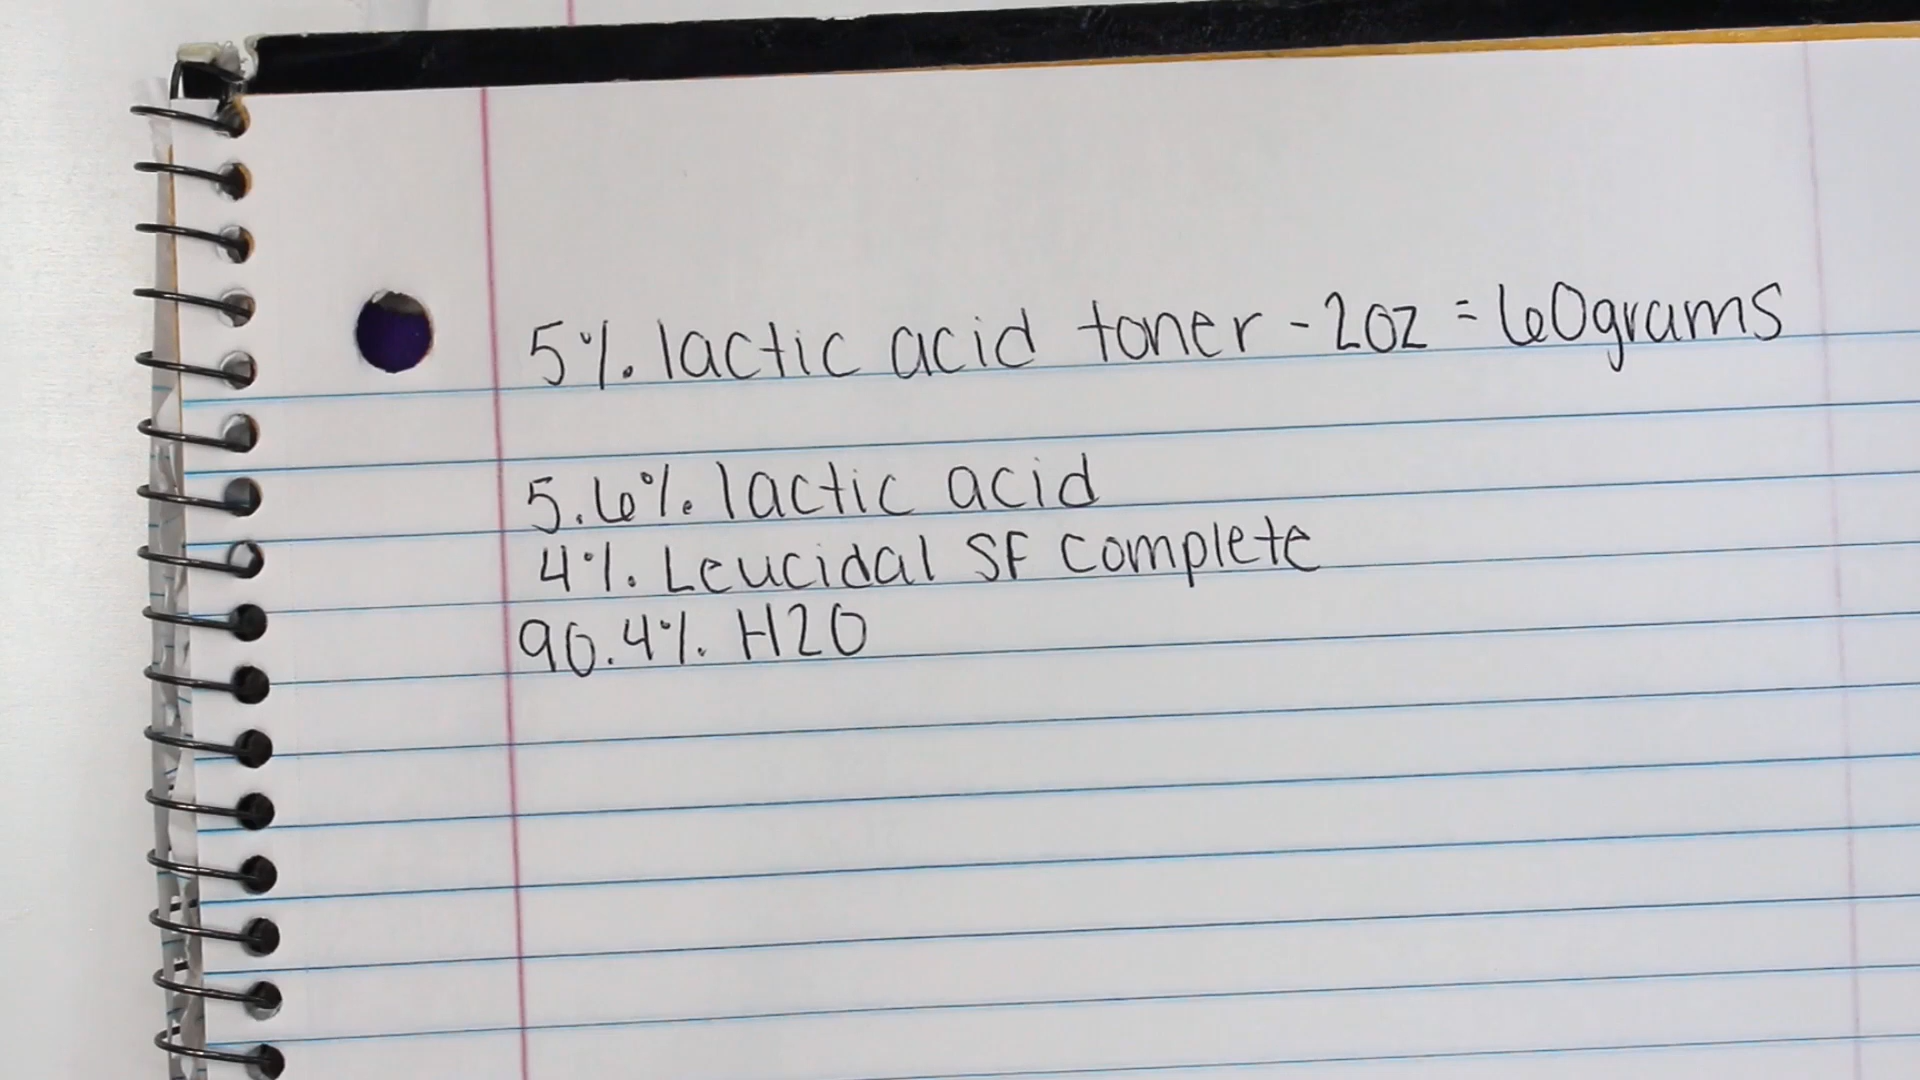 5% lactic acid toner - 2oz = 60grams
5.6% lactic acid
4% Leucidal SF complete
90.4% H2O